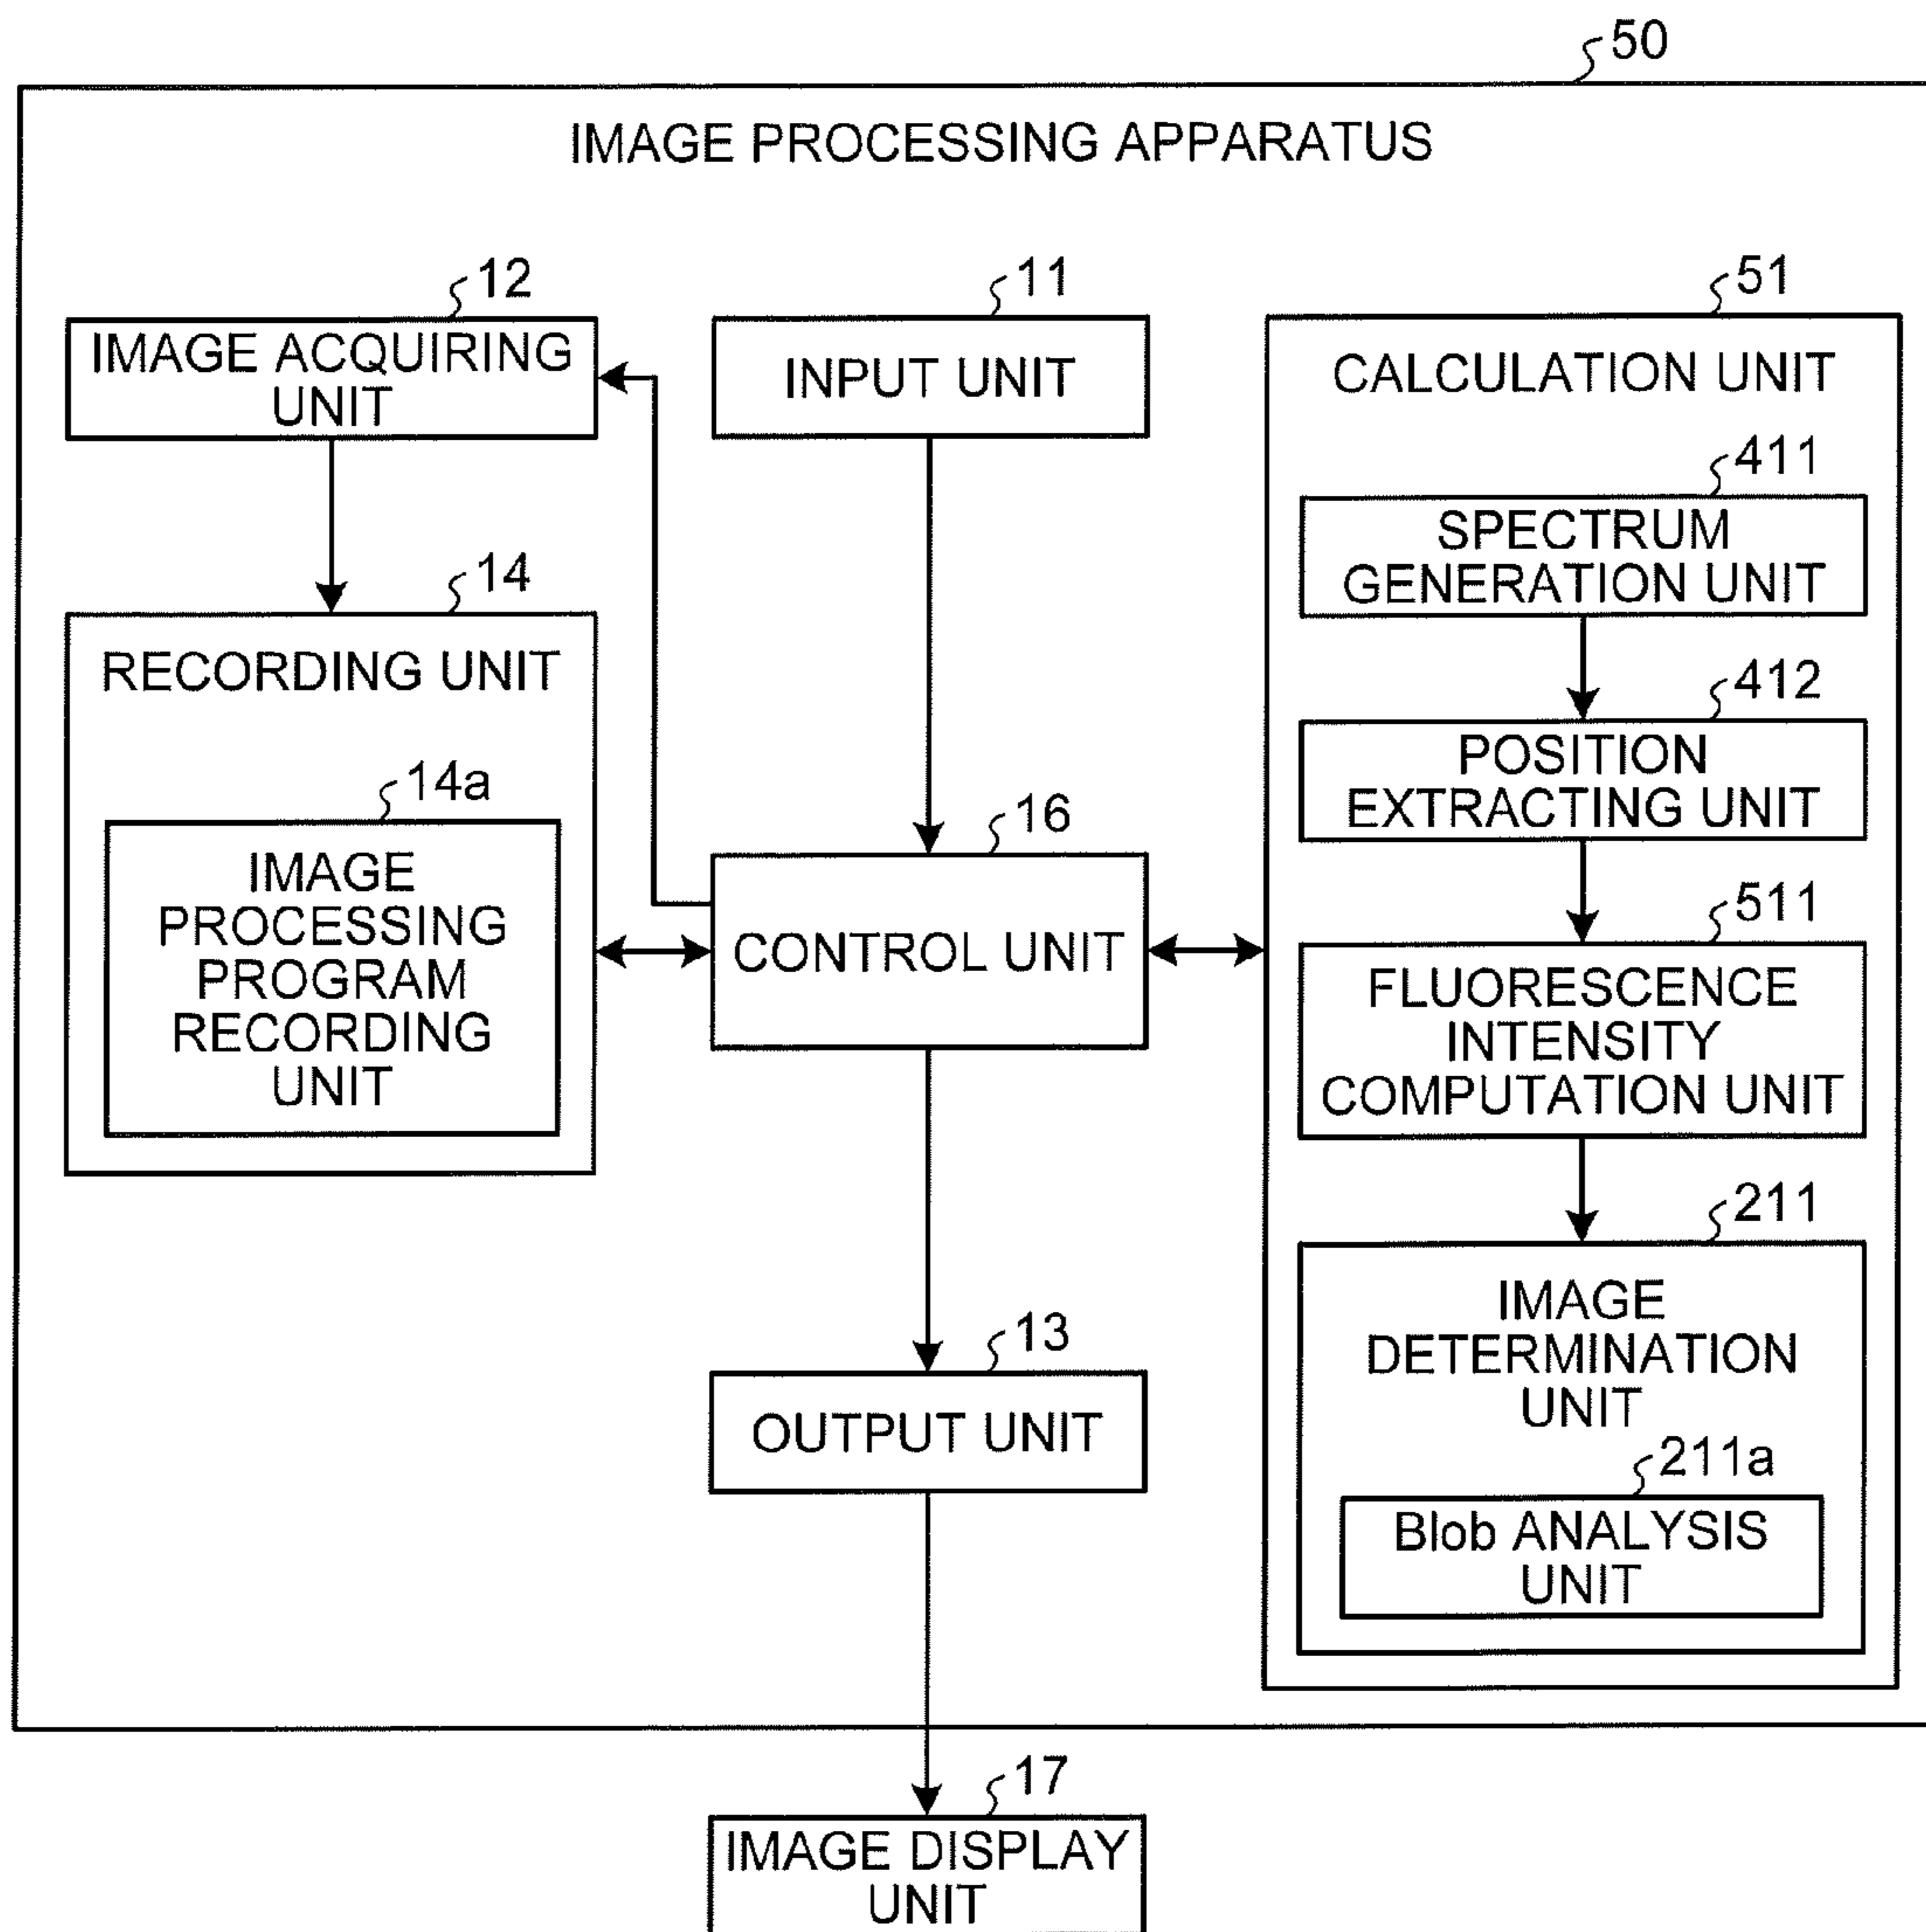 50
IMAGE PROCESSING APPARATUS
12
IMAGE ACQUIRING
UNIT
11
INPUT UNIT
51
CALCULATION UNIT
411
SPECTRUM
GENERATION UNIT
412
POSITION
EXTRACTING UNIT
511
FLUORESCENCE
INTENSITY
COMPUTATION UNIT
211
IMAGE
DETERMINATION
UNIT
211a
Blob ANALYSIS
UNIT
14
RECORDING UNIT
14a
IMAGE
PROCESSING
PROGRAM
RECORDING
UNIT
16
CONTROL UNIT
13
OUTPUT UNIT
17
IMAGE DISPLAY
UNIT